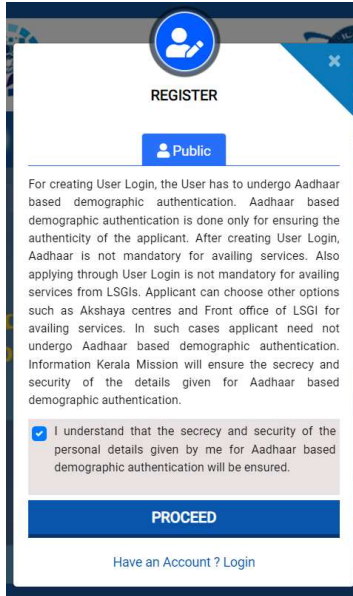 REGISTER
Public
For creating User Login, the User has to undergo Aadhaar
based demographic authentication. Aadhaar based
demographic authentication is done only for ensuring the
authenticity of the applicant. After creating User Login,
Aadhaar is not mandatory for availing services. Also
applying through User Login is not mandatory for availing
services from LSGIs. Applicant can choose other options
such as Akshaya centres and Front office of LSGI for
availing services. In such cases applicant need not
undergo Aadhaar based demographic authentication.
Information Kerala Mission will ensure the secrecy and
security of the details given for Aadhaar based
demographic authentication.
I understand that the secrecy and security of the
personal details given by me for Aadhaar based
demographic authentication will be ensured.
PROCEED
Have an Account ? Login